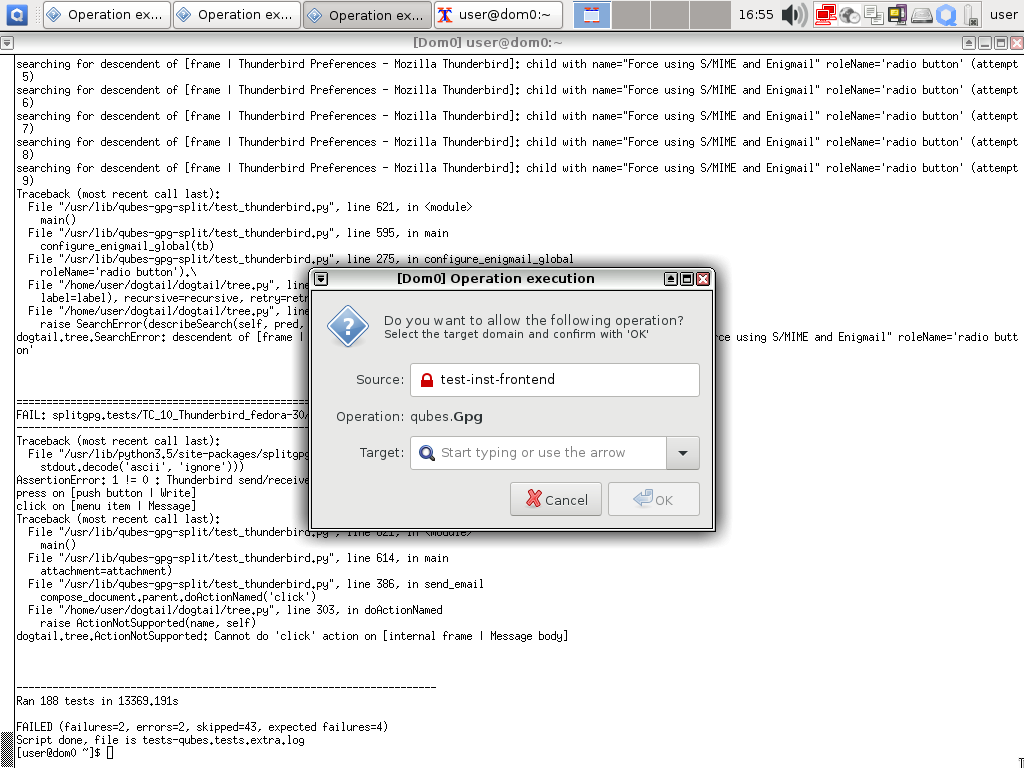 Operation exe...
Operation exe...
Operation ex...
user@dom0:~
16:55
user
[Dom0] user@dom0:~
searching for descendent of [frame | Thunderbird Preferences - Mozilla Thunderbird]: child with name="Force using S/MIME and Enigmail" roleName='radio button' (attempt
5)
searching for descendent of [frame | Thunderbird Preferences - Mozilla Thunderbird]: child with name="Force using S/MIME and Enigmail" roleName='radio button' (attempt
6)
searching for descendent of [frame | Thunderbird Preferences - Mozilla Thunderbird]: child with name="Force using S/MIME and Enigmail" roleName='radio button' (attempt
7)
searching for descendent of [frame | Thunderbird Preferences - Mozilla Thunderbird]: child with name="Force using S/MIME and Enigmail" roleName='radio button' (attempt
8)
searching for descendent of [frame | Thunderbird Preferences - Mozilla Thunderbird]: child with name="Force using S/MIME and Enigmail" roleName='radio button' (attempt
9)
Traceback (most recent call last):
File "/usr/lib/qubes-gpg-split/test_thunderbird.py", line 621, in <module>
main()
File "/usr/lib/qubes-gpg-split/test_thunderbird.py", line 595, in main
configure_enigmail_global(tb)
File "/usr/lib/qubes-gpg-split/test_thunderbird.py", line 275, in configure_enigmail_global
roleName='radio button').\
File "/home/user/dogtail/dogtail/tree.py", line
label=label), recursive=recursive, retry=retr
File "/home/user/dogtail/dogtail/tree.py", line
raise SearchError(describeSearch(self, pred,
dogtail.tree.SearchError: descendent of [frame | rce using S/MIME and Enigmail" roleName='radio butt
on'
======================================================================
FAIL: splitgpg.tests/TC_10_Thunderbird_fedora-30/
----------------------------------------------------------------------
Traceback (most recent call last):
File "/usr/lib/python3.5/site-packages/splitgpg
stdout.decode('ascii', 'ignore')))
AssertionError: 1 != 0 : Thunderbird send/receive
press on [push button | Write]
click on [menu item | Message]
Traceback (most recent call last):
File "/usr/lib/qubes-gpg-split/test_thunderbird.py", line 621, in <module>
main()
File "/usr/lib/qubes-gpg-split/test_thunderbird.py", line 614, in main
attachment=attachment)
File "/usr/lib/qubes-gpg-split/test_thunderbird.py", line 386, in send_email
compose_document.parent.doActionNamed('click')
File "/home/user/dogtail/dogtail/tree.py", line 303, in doActionNamed
raise ActionNotSupported(name, self)
dogtail.tree.ActionNotSupported: Cannot do 'click' action on [internal frame | Message body]
----------------------------------------------------------------------
Ran 188 tests in 13369.191s
FAILED (failures=2, errors=2, skipped=43, expected failures=4)
Script done, file is tests-qubes.tests.extra.log
[user@dom0 ~]$
[Dom0] Operation execution
Do you want to allow the following operation?
Select the target domain and confirm with 'OK'
Source: test-inst-frontend
Operation: qubes.Gpg
Target: Start typing or use the arrow
Cancel OK